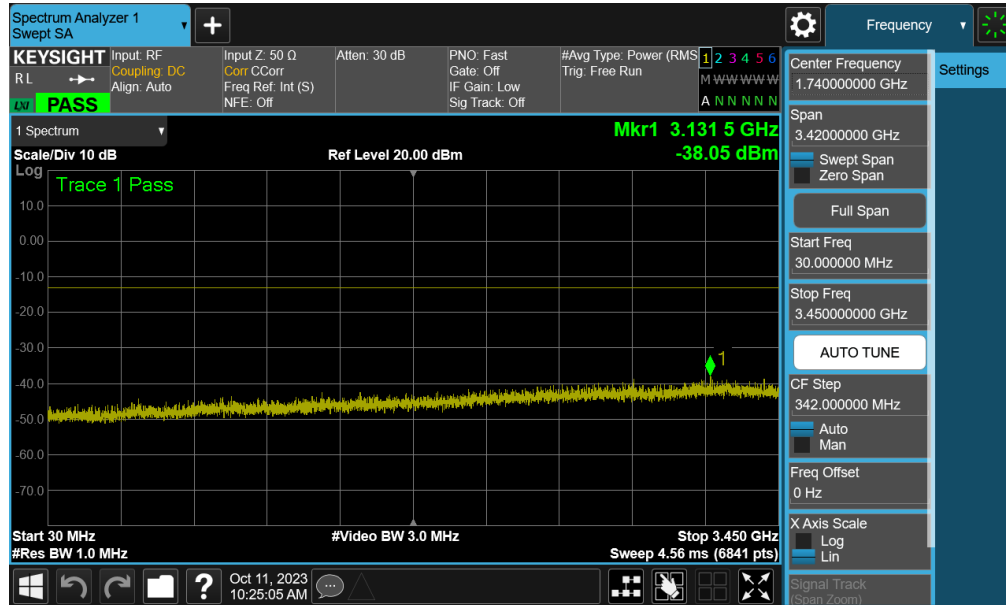 Spectrum Analyzer 1
Swept SA
+
Frequency
KEYSIGHT
Input: RF
Coupling: DC
Align: Auto
Input Z: 50 Ω
Corr CCorr
Freq Ref: Int (S)
NFE: Off
Atten: 30 dB
PNO: Fast
Gate: Off
IF Gain: Low
Sig Track: Off
#Avg Type: Power (RMS
Trig: Free Run
1 2 3 4 5 6
M W W W W W
A N N N N N
R L
LXI PASS
1 Spectrum
Scale/Div 10 dB
Ref Level 20.00 dBm
Mkr1 3.131 5 GHz
-38.05 dBm
Log
Trace 1 Pass
10.0
0.00
-10.0
-20.0
-30.0
-40.0
-50.0
-60.0
-70.0
1
Start 30 MHz
#Res BW 1.0 MHz
#Video BW 3.0 MHz
Stop 3.450 GHz
Sweep 4.56 ms (6841 pts)
?
Oct 11, 2023
10:25:05 AM
Center Frequency
1.740000000 GHz
Span
3.42000000 GHz
Swept Span
Zero Span
Full Span
Start Freq
30.000000 MHz
Stop Freq
3.450000000 GHz
AUTO TUNE
CF Step
342.000000 MHz
Auto
Man
Freq Offset
0 Hz
X Axis Scale
Log
Lin
Signal Track
(Span Zoom)
Settings